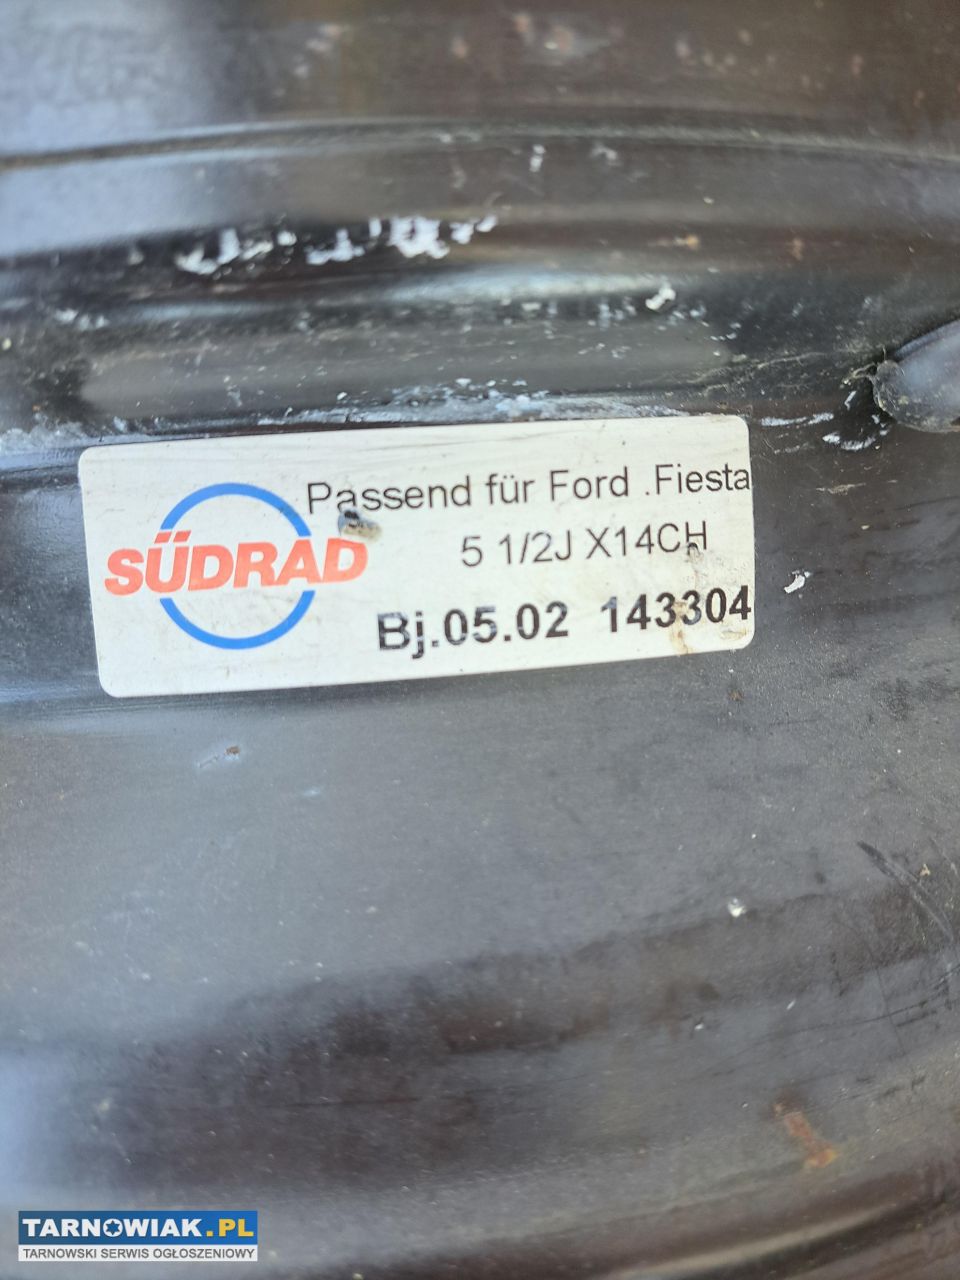 Passend für Ford .Fiesta
SÜDRAD
5 1/2J X14CH
Bj.05.02 143304
TARNOWIAK.PL
TARNOWSKI SERWIS OGŁOSZENIOWY